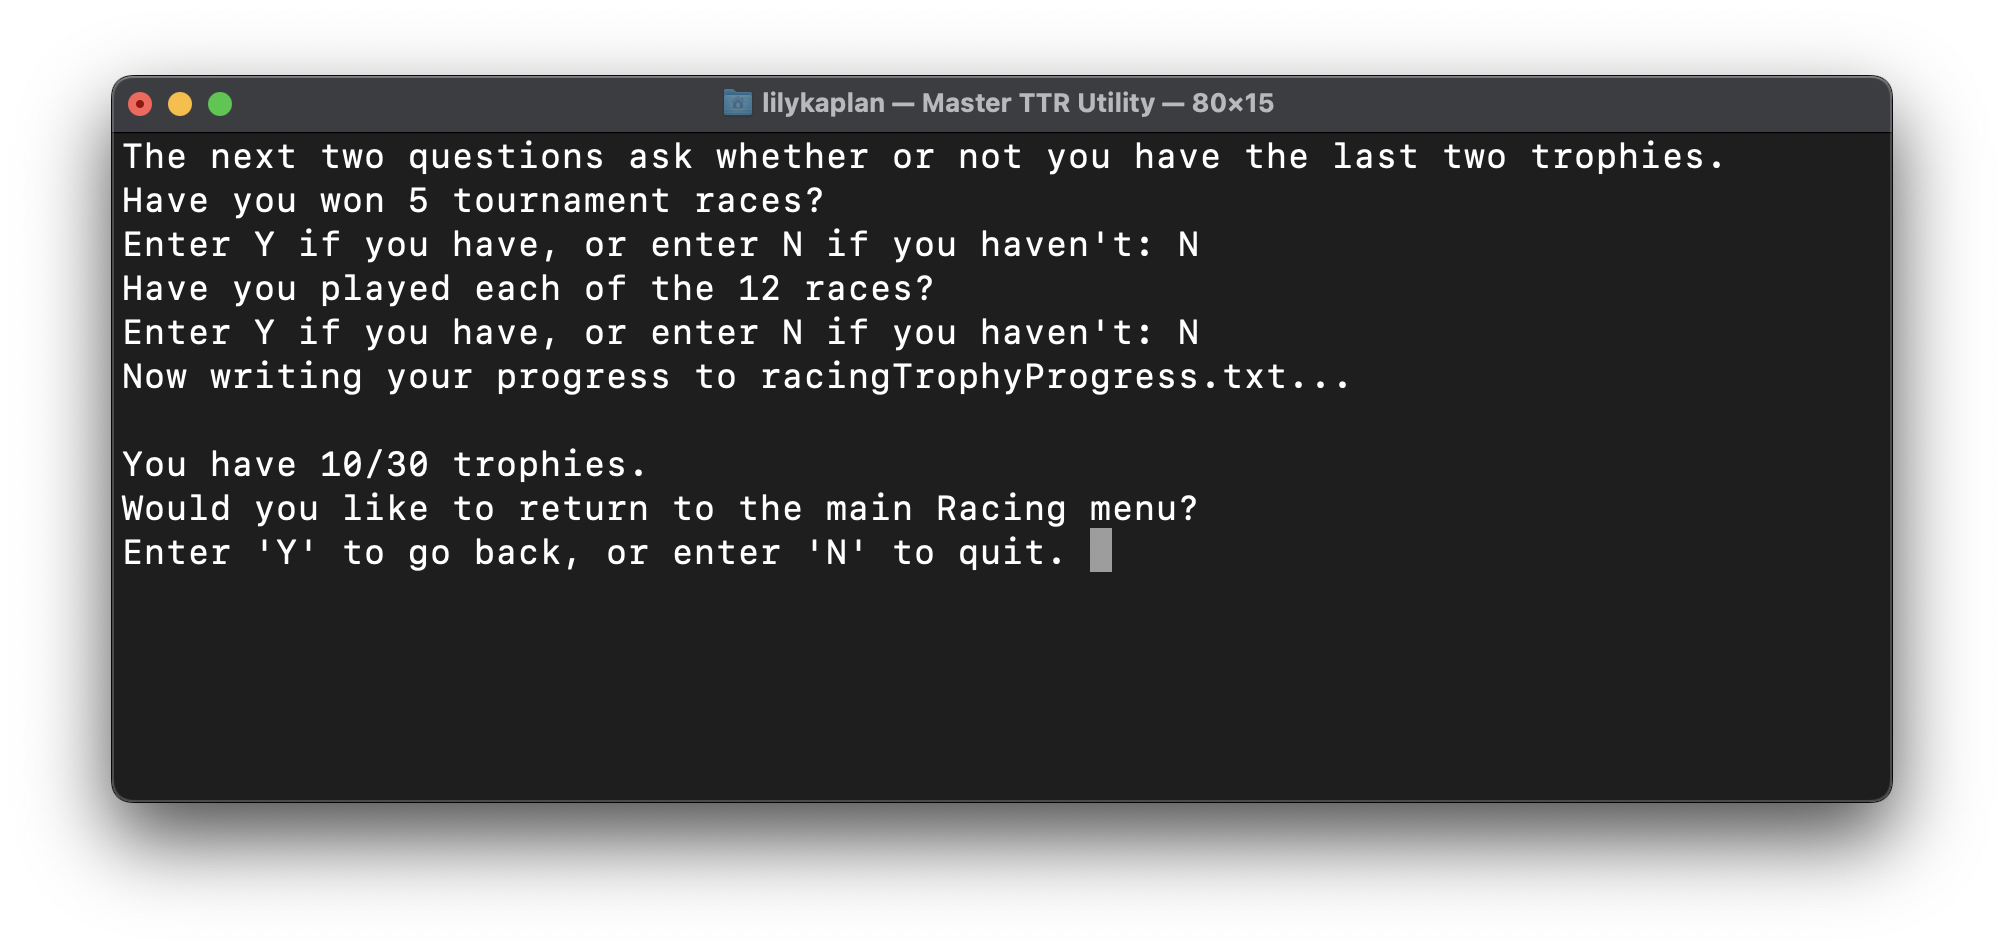 lilykaplan — Master TTR Utility — 80×15
The next two questions ask whether or not you have the last two trophies.
Have you won 5 tournament races?
Enter Y if you have, or enter N if you haven't: N
Have you played each of the 12 races?
Enter Y if you have, or enter N if you haven't: N
Now writing your progress to racingTrophyProgress.txt...
You have 10/30 trophies.
Would you like to return to the main Racing menu?
Enter 'Y' to go back, or enter 'N' to quit.